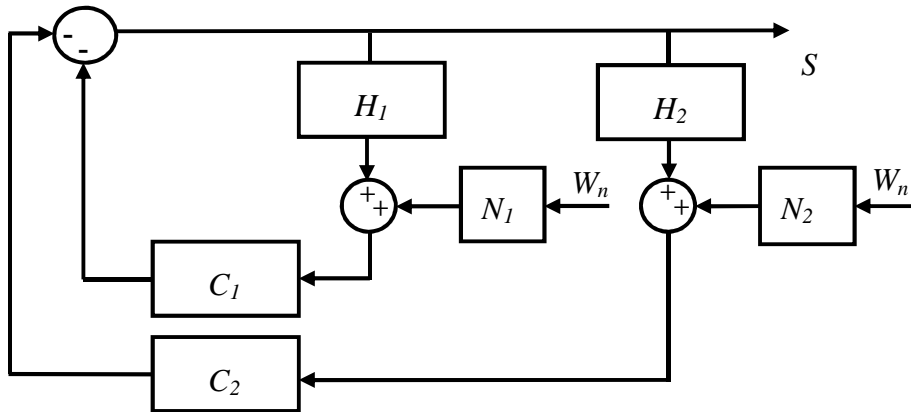 -
-
S
H1
H2
+
+
Wn
+
+
Wn
N1
N2
C1
C2